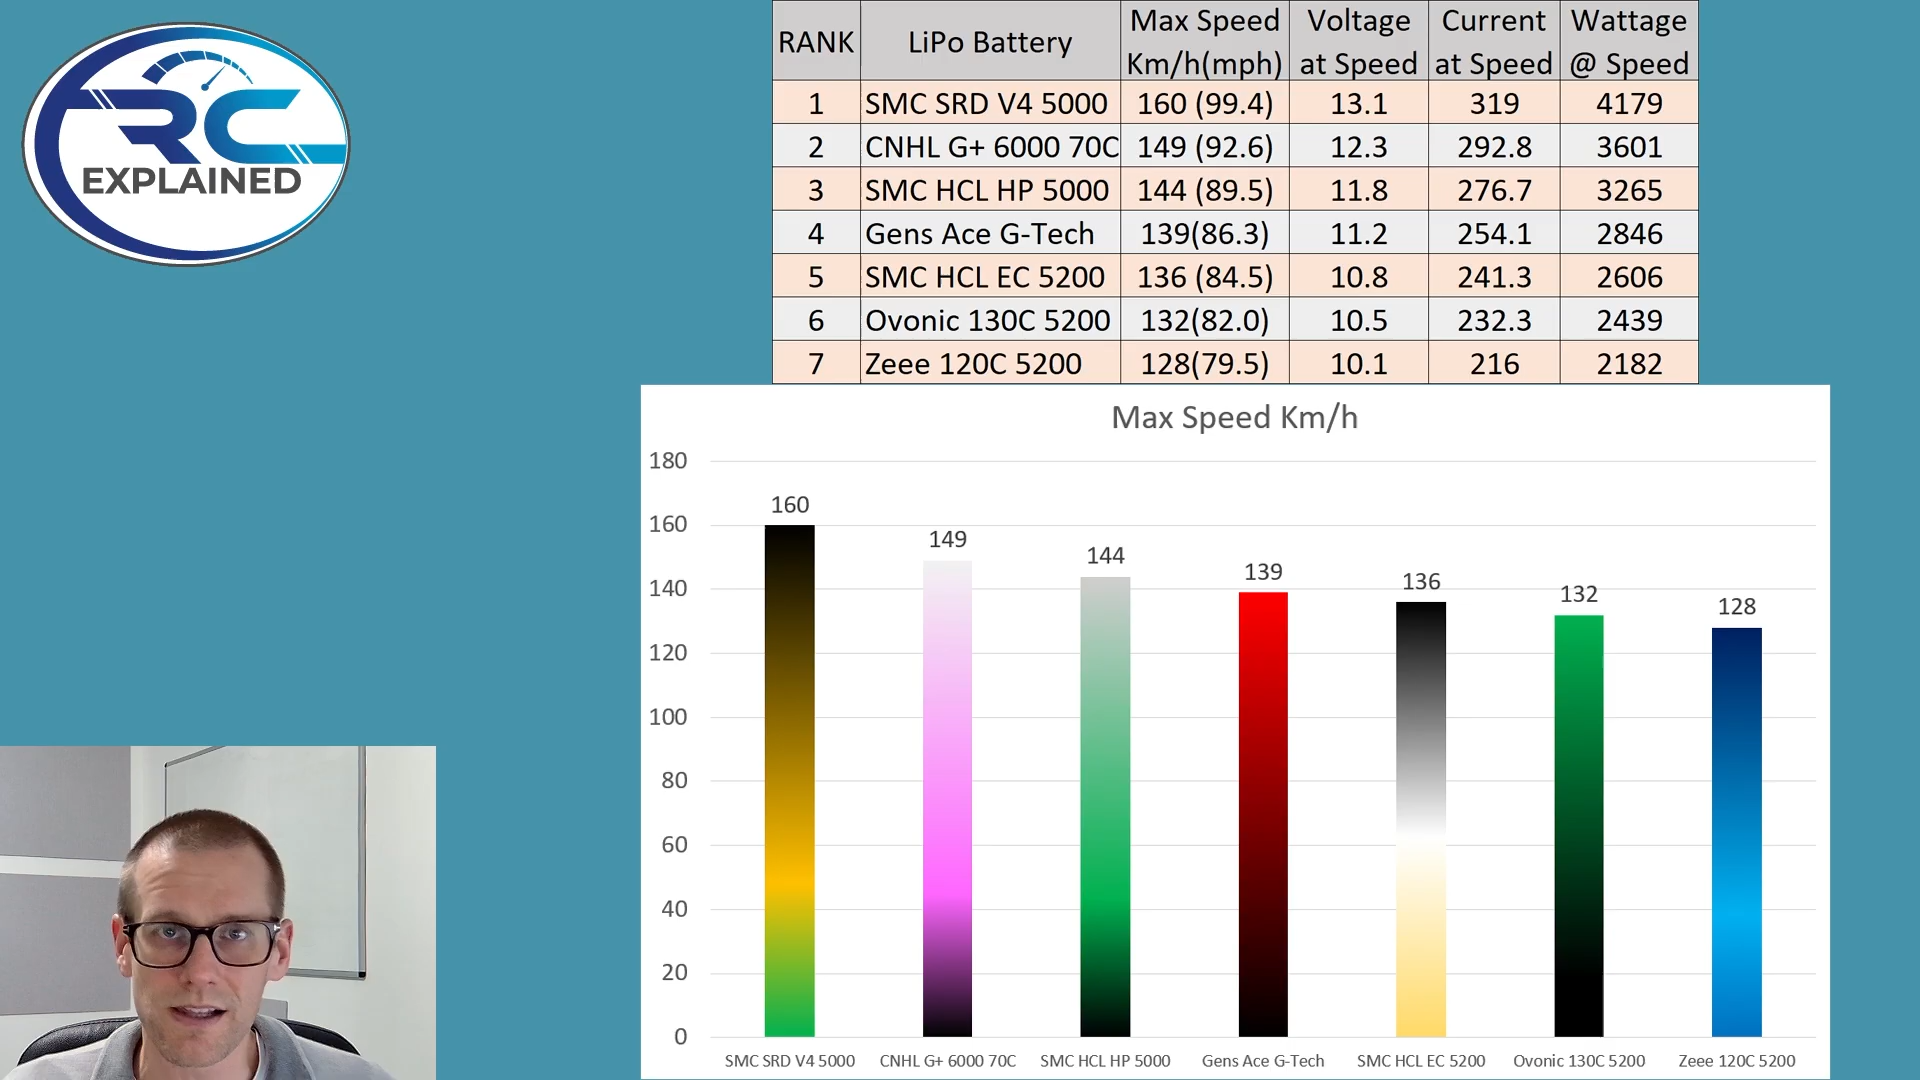 RC
EXPLAINED
RANK LiPo Battery Max Speed Km/h(mph) Voltage at Speed Current at Speed Wattage @ Speed
1 SMC SRD V4 5000 160 (99.4) 13.1 319 4179
2 CNHL G+ 6000 70C 149 (92.6) 12.3 292.8 3601
3 SMC HCL HP 5000 144 (89.5) 11.8 276.7 3265
4 Gens Ace G-Tech 139(86.3) 11.2 254.1 2846
5 SMC HCL EC 5200 136 (84.5) 10.8 241.3 2606
6 Ovonic 130C 5200 132(82.0) 10.5 232.3 2439
7 Zeee 120C 5200 128(79.5) 10.1 216 2182
Max Speed Km/h
180
160
140
120
100
80
60
40
20
0
160 149 144 139 136 132 128
SMC SRD V4 5000 CNHL G+ 6000 70C SMC HCL HP 5000 Gens Ace G-Tech SMC HCL EC 5200 Ovonic 130C 5200 Zeee 120C 5200